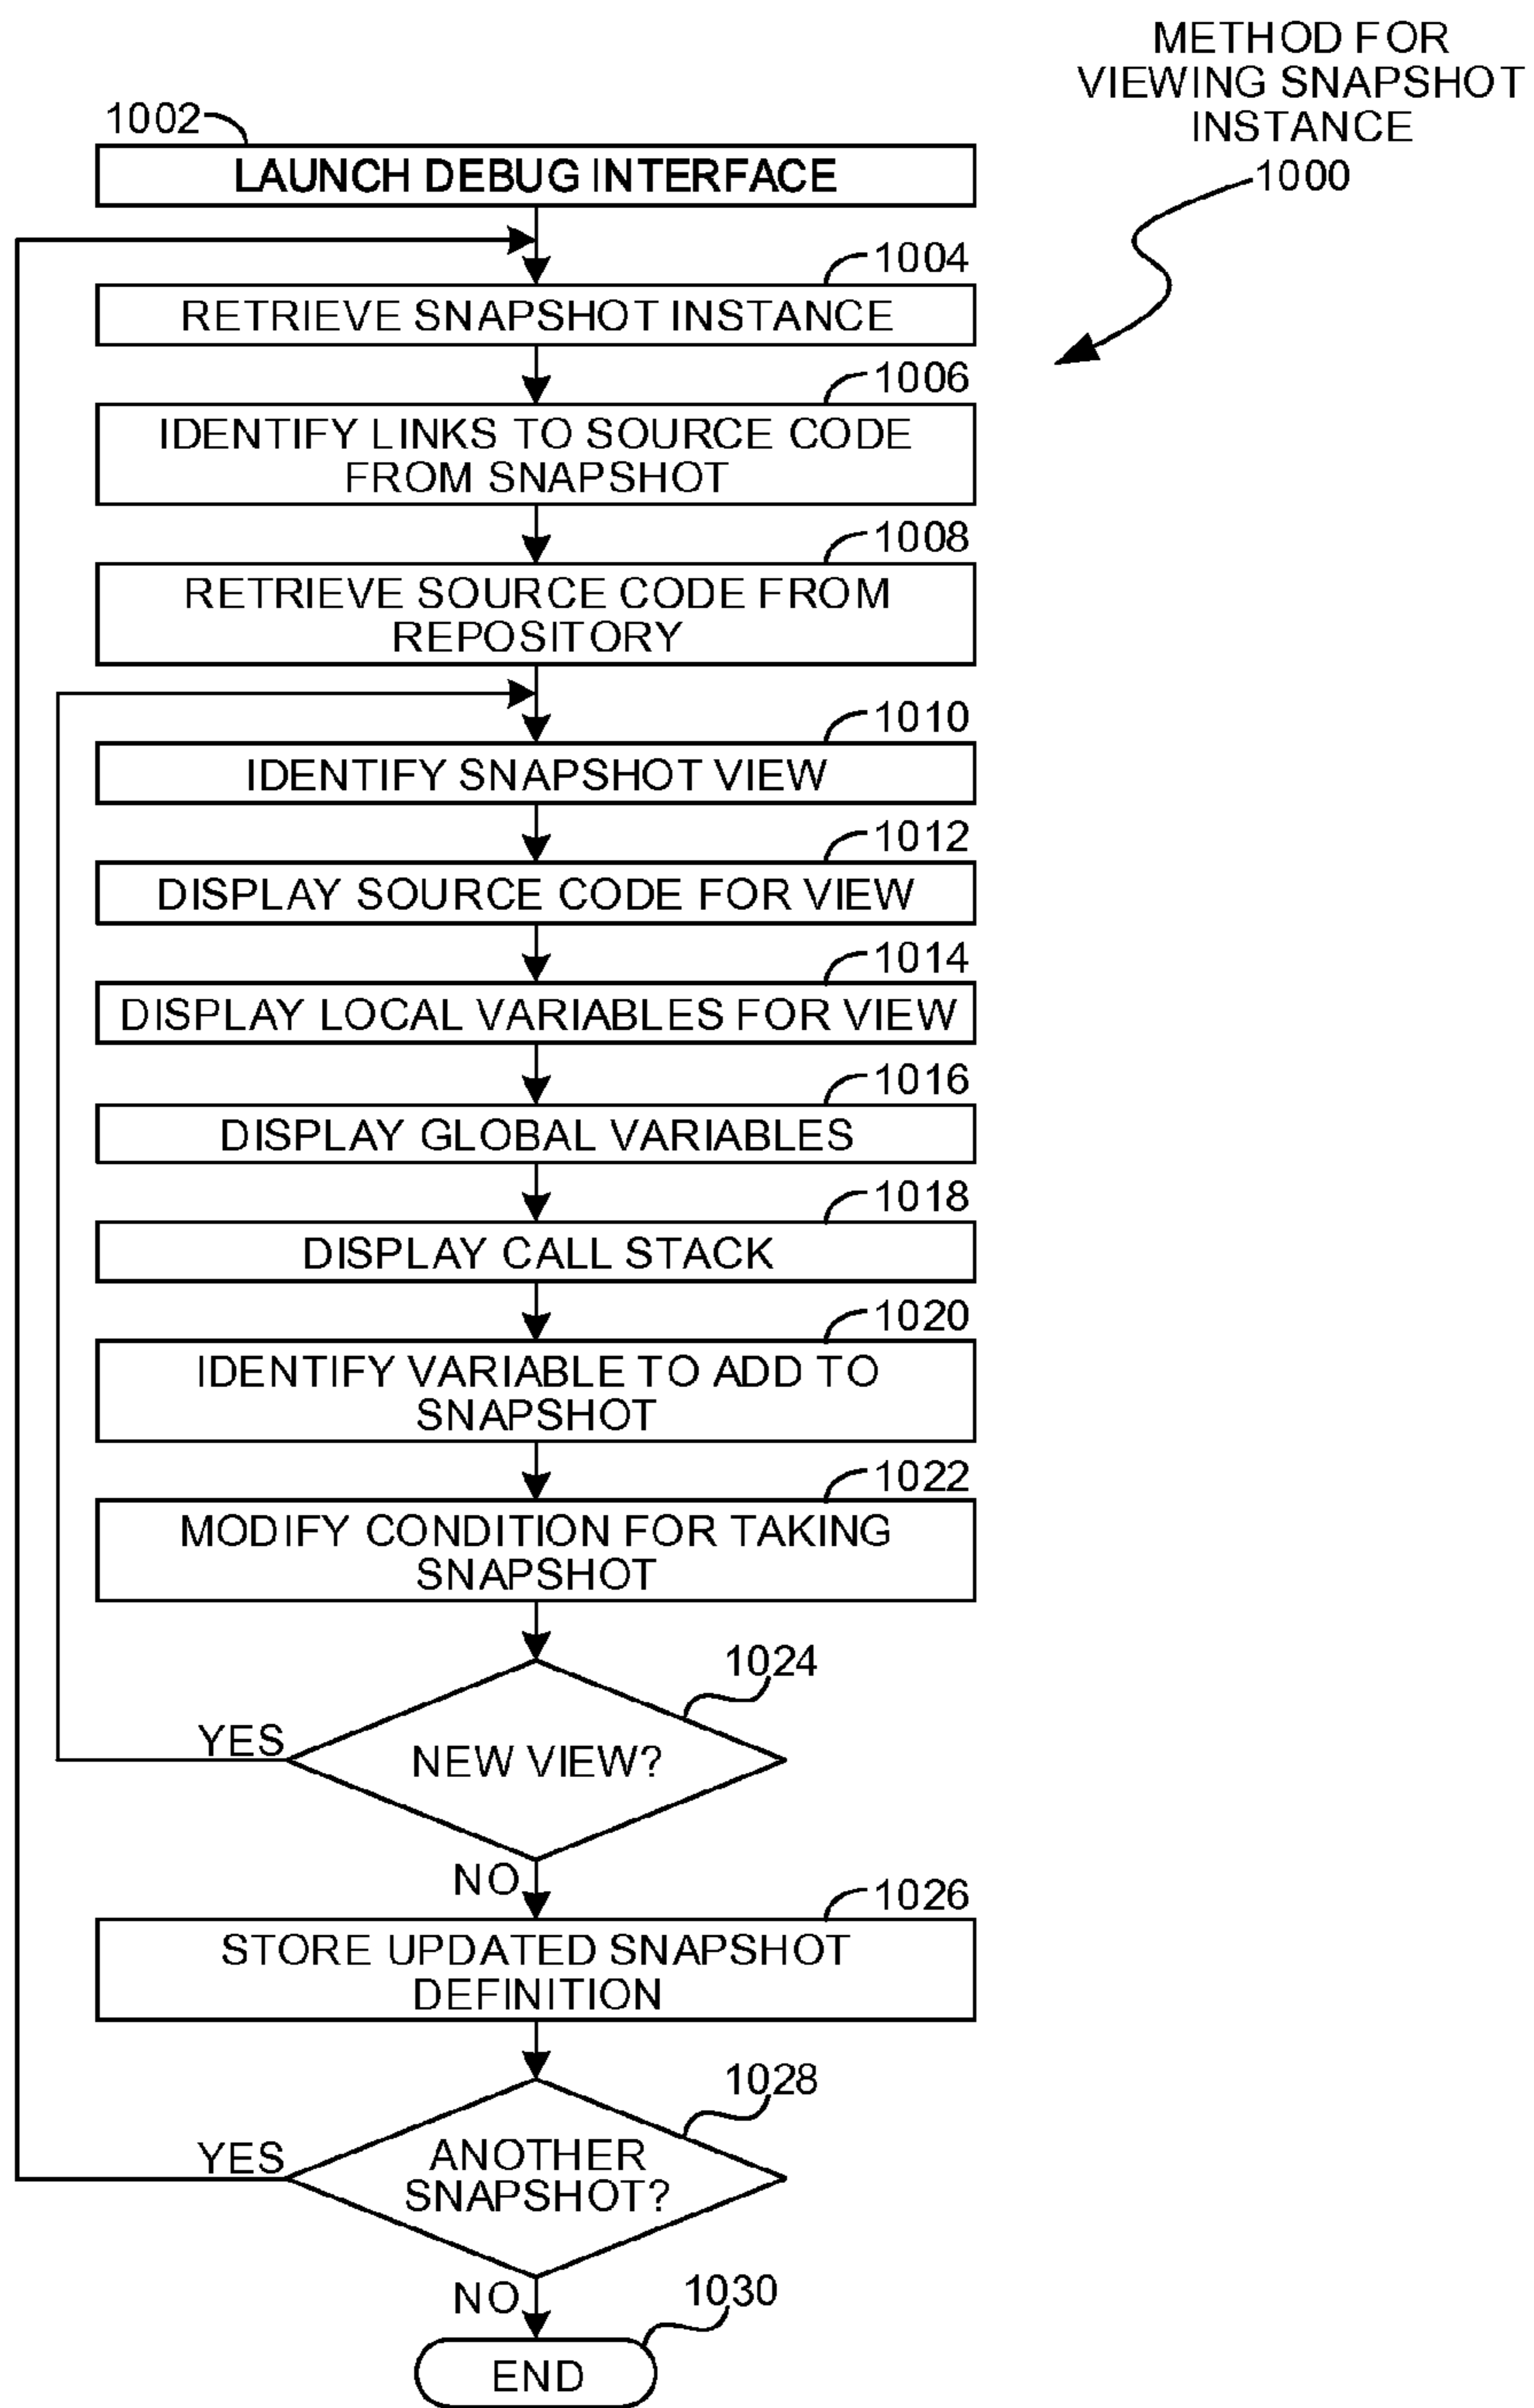 METHOD FOR
VIEWING SNAPSHOT
INSTANCE
1000
1002
LAUNCH DEBUG INTERFACE
1004
RETRIEVE SNAPSHOT INSTANCE
1006
IDENTIFY LINKS TO SOURCE CODE
FROM SNAPSHOT
1008
RETRIEVE SOURCE CODE FROM
REPOSITORY
1010
IDENTIFY SNAPSHOT VIEW
1012
DISPLAY SOURCE CODE FOR VIEW
1014
DISPLAY LOCAL VARIABLES FOR VIEW
1016
DISPLAY GLOBAL VARIABLES
1018
DISPLAY CALL STACK
1020
IDENTIFY VARIABLE TO ADD TO
SNAPSHOT
1022
MODIFY CONDITION FOR TAKING
SNAPSHOT
1024
YES
NEW VIEW?
NO
1026
STORE UPDATED SNAPSHOT
DEFINITION
1028
YES
ANOTHER
SNAPSHOT?
NO
1030
END